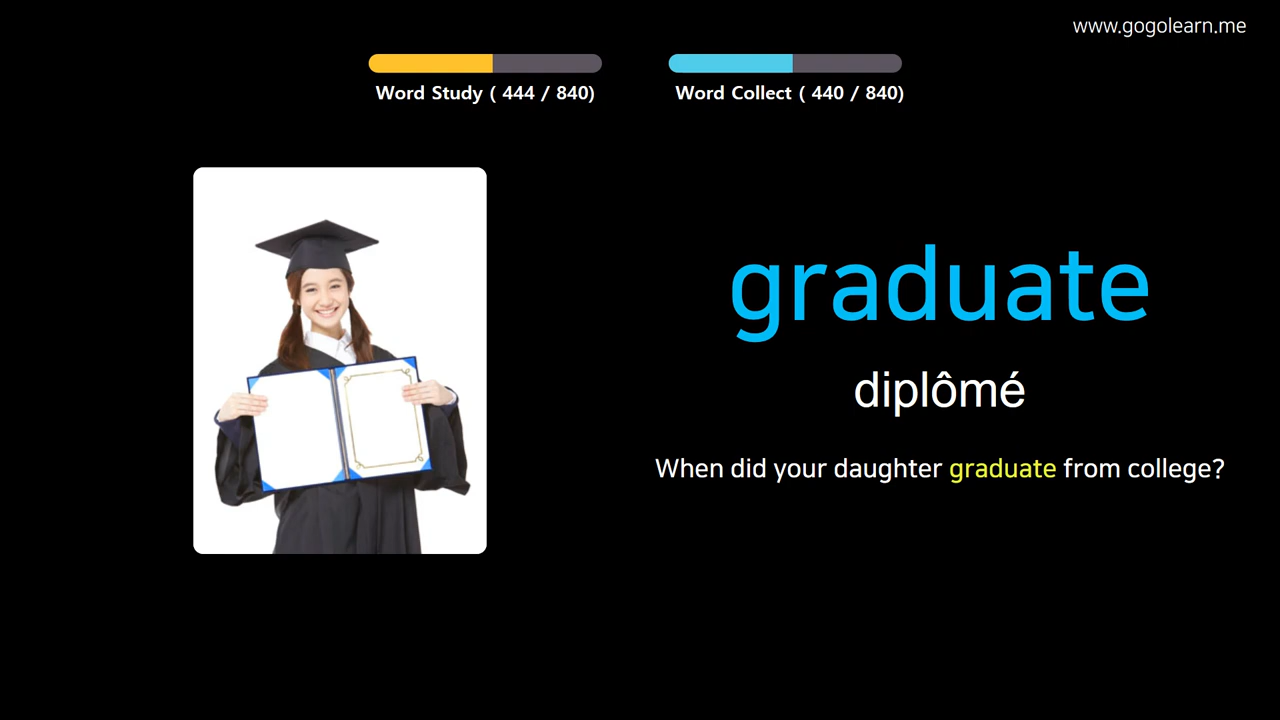 www.gogolearn.me
Word Study ( 444 / 840)
Word Collect ( 440 / 840)
graduate
diplômé
When did your daughter graduate from college?